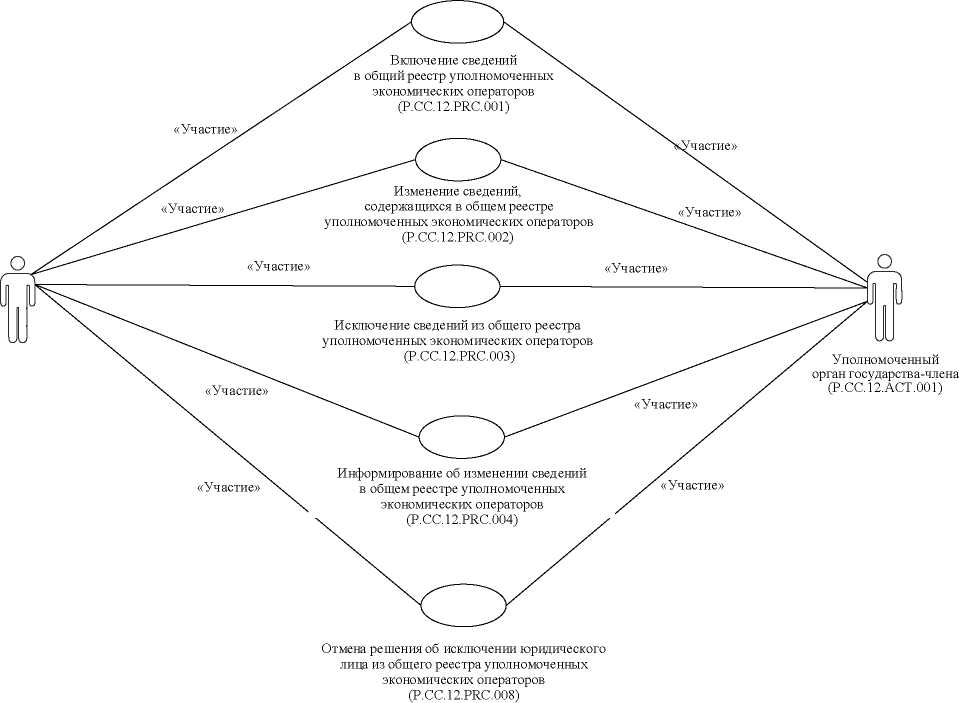 Включение сведений
в общий реестр уполномоченных
экономических операторов
(P.CC.12.PRC.001)
«Участие»
«Участие»
Изменение сведений,
содержащихся в общем реестре
уполномоченных экономических операторов
(P.CC.12.PRC.002)
«Участие»
«Участие»
«Участие»
«Участие»
Исключение сведений из общего реестра
уполномоченных экономических операторов
(P.CC.12.PRC.003)
Уполномоченный
орган государства-члена
(P.CC.12.ACT.001)
«Участие»
«Участие»
Информирование об изменении сведений
в общем реестре уполномоченных
экономических операторов
(P.CC.12.PRC.004)
«Участие»
«Участие»
Отмена решения об исключении юридического
лица из общего реестра уполномоченных
экономических операторов
(P.CC.12.PRC.008)